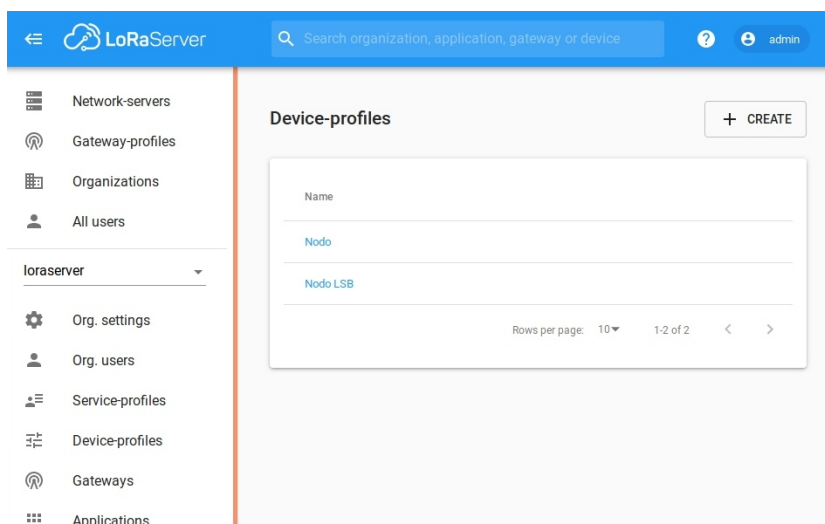 LoRaServer
Search organization, application, gateway or device
admin
Network-servers
Gateway-profiles
Organizations
All users
loraserver
Org. settings
Org. users
Service-profiles
Device-profiles
Gateways
Applications
Device-profiles
+ CREATE
Name
Nodo
Nodo LSB
Rows per page: 10 1-2 of 2